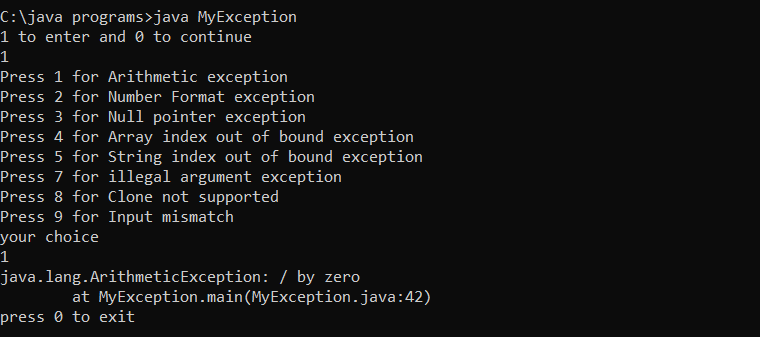 C:\java programs>java MyException
1 to enter and 0 to continue
1
Press 1 for Arithmetic exception
Press 2 for Number Format exception
Press 3 for Null pointer exception
Press 4 for Array index out of bound exception
Press 5 for String index out of bound exception
Press 7 for illegal argument exception
Press 8 for Clone not supported
Press 9 for Input mismatch
your choice
1
java.lang.ArithmeticException: / by zero
        at MyException.main(MyException.java:42)
press 0 to exit